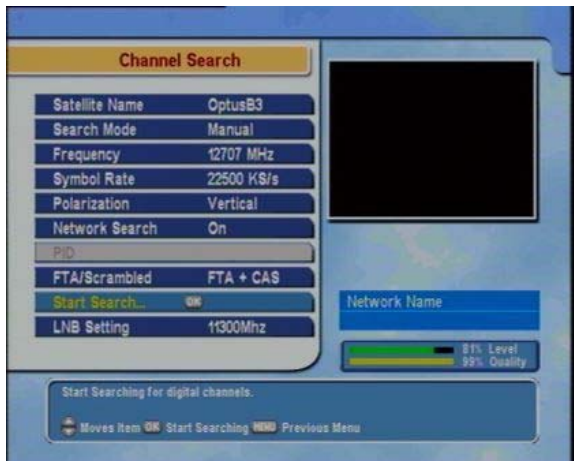 Channel Search
Satellite Name OptusB3
Search Mode Manual
Frequency 12707 MHz
Symbol Rate 22500 KS/s
Polarization Vertical
Network Search On
PID
FTA/Scrambled FTA + CAS
Start Search... OK
LNB Setting 11300Mhz
Network Name
81% Level
99% Quality
Start Searching for digital channels.
Moves Item OK Start Searching MENU Previous Menu